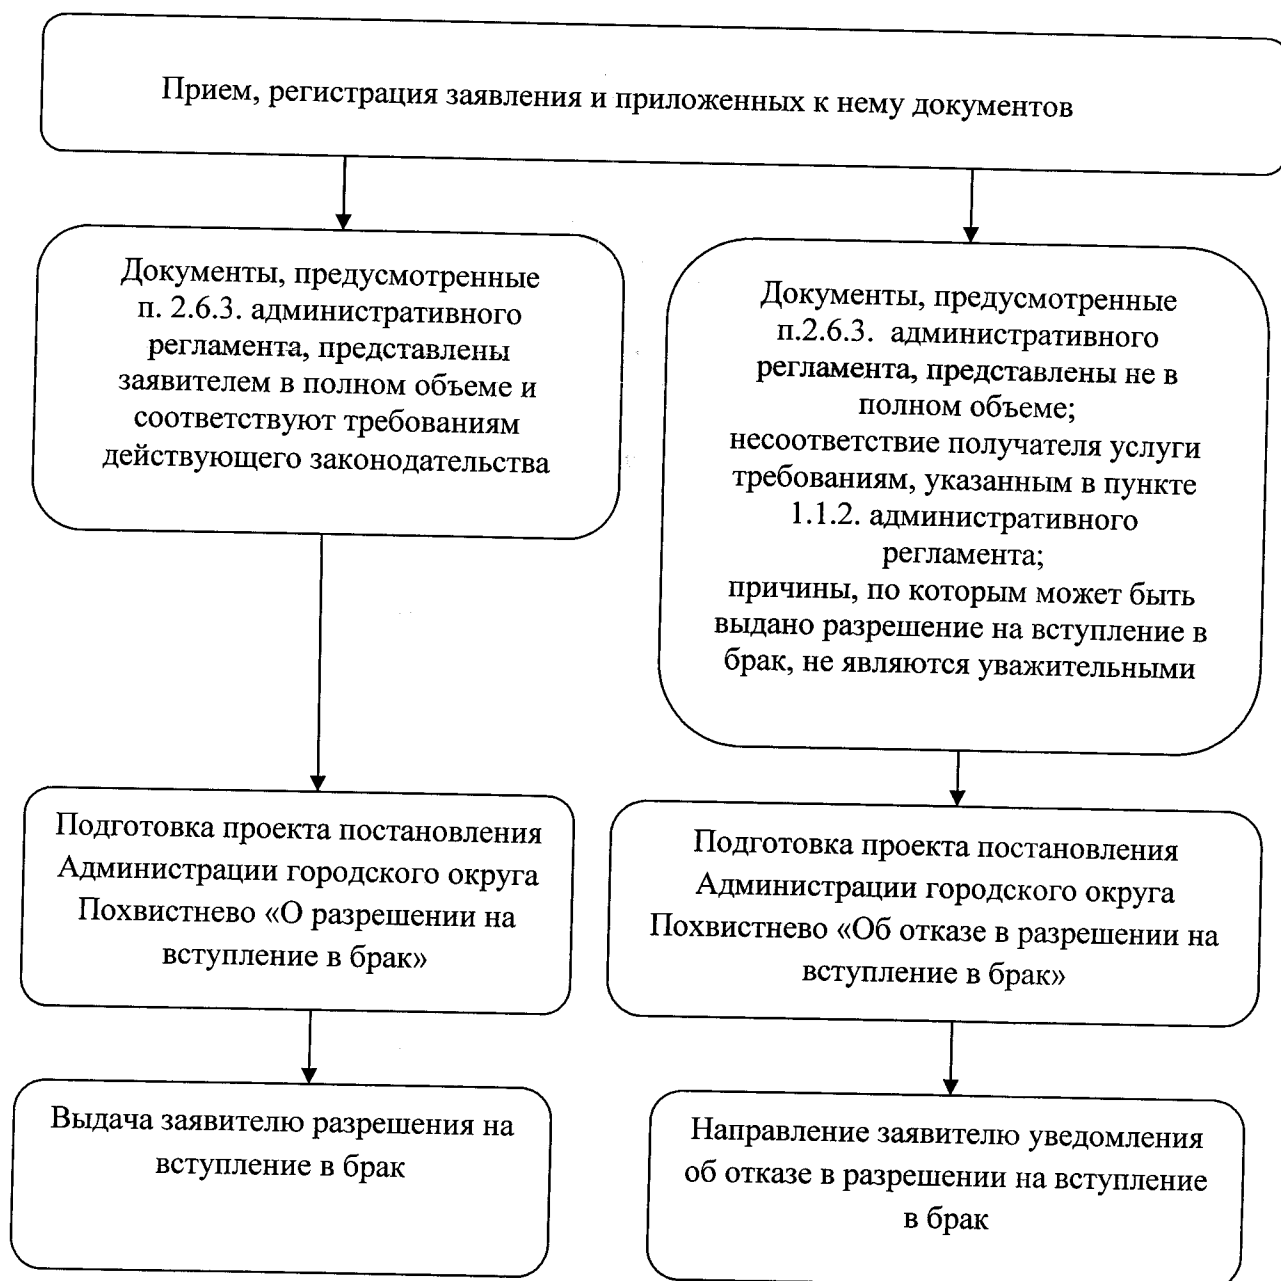 Прием, регистрация заявления и приложенных к нему документов
Документы, предусмотренные
п. 2.6.3. административного
регламента, представлены
заявителем в полном объеме и
соответствуют требованиям
действующего законодательства
Документы, предусмотренные
п.2.6.3. административного
регламента, представлены не в
полном объеме;
несоответствие получателя услуги
требованиям, указанным в пункте
1.1.2. административного
регламента;
причины, по которым может быть
выдано разрешение на вступление в
брак, не являются уважительными
Подготовка проекта постановления
Администрации городского округа
Похвистнево «О разрешении на
вступление в брак»
Подготовка проекта постановления
Администрации городского округа
Похвистнево «Об отказе в разрешении на
вступление в брак»
Выдача заявителю разрешения на
вступление в брак
Направление заявителю уведомления
об отказе в разрешении на вступление
в брак